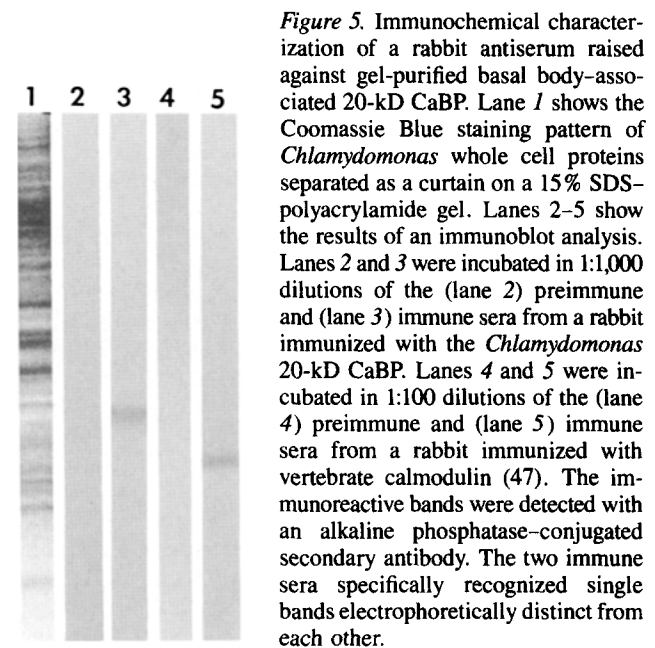 1 2 3 4 5
Figure 5. Immunochemical character-
ization of a rabbit antiserum raised
against gel-purified basal body–asso-
ciated 20-kD CaBP. Lane 1 shows the
Coomassie Blue staining pattern of
Chlamydomonas whole cell proteins
separated as a curtain on a 15% SDS–
polyacrylamide gel. Lanes 2–5 show
the results of an immunoblot analysis.
Lanes 2 and 3 were incubated in 1:1,000
dilutions of the (lane 2) preimmune
and (lane 3) immune sera from a rabbit
immunized with the Chlamydomonas
20-kD CaBP. Lanes 4 and 5 were in-
cubated in 1:100 dilutions of the (lane
4) preimmune and (lane 5) immune
sera from a rabbit immunized with
vertebrate calmodulin (47). The im-
munoreactive bands were detected with
an alkaline phosphatase–conjugated
secondary antibody. The two immune
sera specifically recognized single
bands electrophoretically distinct from
each other.